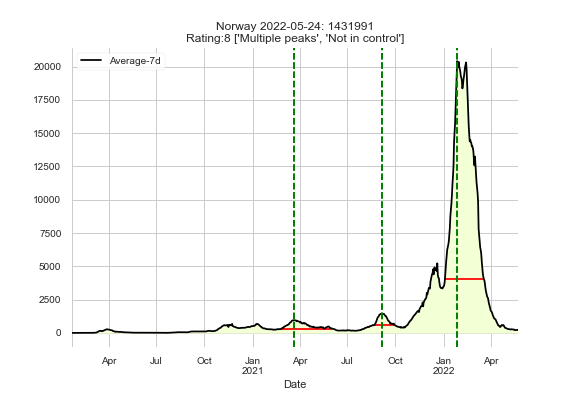 Norway 2022-05-24: 1431991
Rating:8 ['Multiple peaks', 'Not in control']
Average-7d
20000
17500
15000
12500
10000
7500
5000
2500
0
Apr Jul Oct Jan Apr Jul Oct Jan Apr
2021 2022
Date